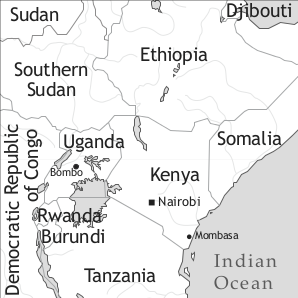 Sudan
Djibouti
Ethiopia
Southern
Sudan
Democratic Republic
of Congo
Uganda
Somalia
Bombo
Kenya
Nairobi
Rwanda
Burundi
Mombasa
Indian
Ocean
Tanzania